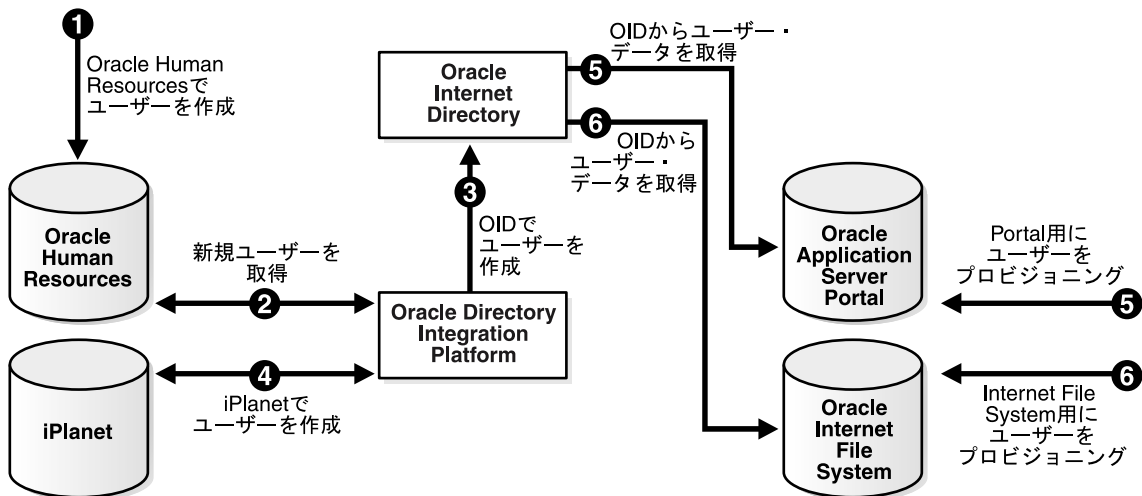 1
Oracle Human
Resourcesで
ユーザーを作成
Oracle
Human
Resources
新規ユーザーを
取得
2
4
iPlanetで
ユーザーを作成
iPlanet
Oracle
Internet
Directory
3
OIDで
ユーザーを
作成
Oracle Directory
Integration
Platform
OIDからユーザー・
データを取得
5
6
OIDから
ユーザー・
データを取得
Oracle
Application
Server
Portal
Portal用に
ユーザーを
プロビジョニング
5
Oracle
Internet
File
System
6
Internet File
System用に
ユーザーを
プロビジョニング